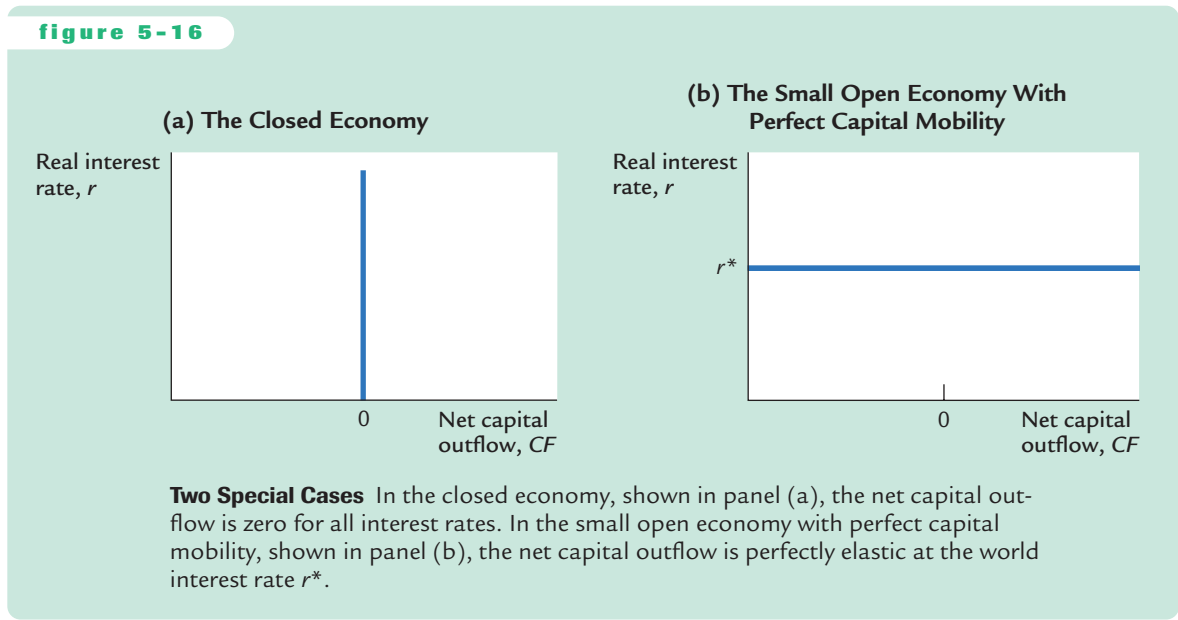 figure 5-16
(a) The Closed Economy
Real interest
rate, r
0
Net capital
outflow, CF
(b) The Small Open Economy With
Perfect Capital Mobility
Real interest
rate, r
r*
0
Net capital
outflow, CF
Two Special Cases In the closed economy, shown in panel (a), the net capital out-
flow is zero for all interest rates. In the small open economy with perfect capital
mobility, shown in panel (b), the net capital outflow is perfectly elastic at the world
interest rate r*.